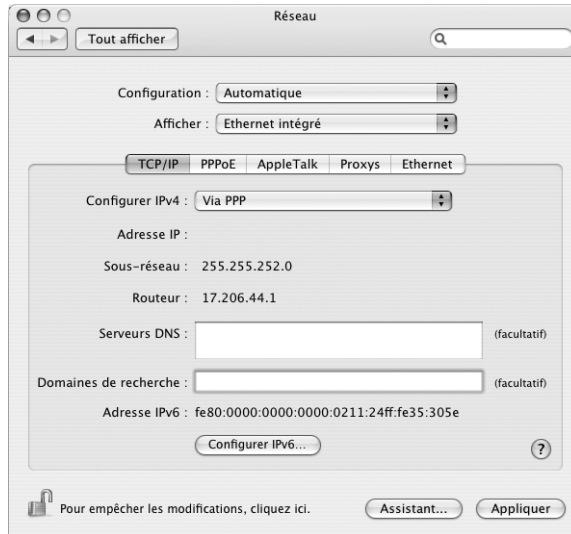 Réseau
Tout afficher
Configuration : Automatique
Afficher : Ethernet intégré
TCP/IP PPPoE AppleTalk Proxys Ethernet
Configurer IPv4 : Via PPP
Adresse IP :
Sous-réseau : 255.255.252.0
Routeur : 17.206.44.1
Serveurs DNS : (facultatif)
Domaines de recherche : (facultatif)
Adresse IPv6 : fe80:0000:0000:0000:0211:24ff:fe35:305e
Configurer IPv6...
?
Pour empêcher les modifications, cliquez ici. Assistant... Appliquer